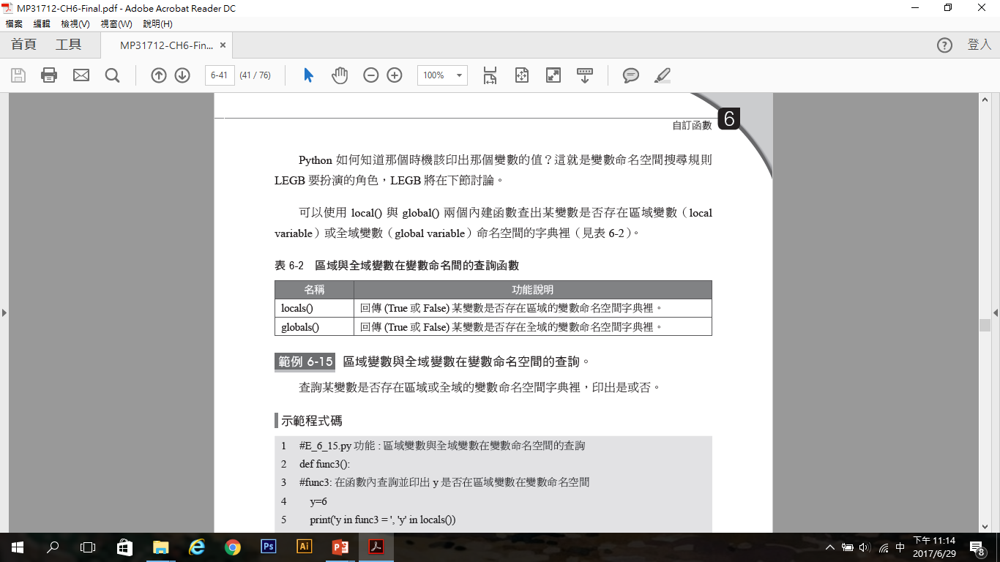 MP31712-CH6-Final.pdf - Adobe Acrobat Reader DC
檔案 編輯 檢視(V) 視窗(W) 說明(H)
首頁 工具 MP31712-CH6-Fin... × 登入
6-41 (41 / 76) 100%
自訂函數 6
Python 如何知道那個時機該印出那個變數的值？這就是變數命名空間搜尋規則
LEGB 要扮演的角色，LEGB 將在下節討論。
可以使用 local() 與 global() 兩個內建函數查出某變數是否存在區域變數（local
variable）或全域變數（global variable）命名空間的字典裡（見表 6-2）。
表 6-2 區域與全域變數在變數命名間的查詢函數
名稱 功能說明
locals() 回傳 (True 或 False) 某變數是否存在區域的變數命名空間字典裡。
globals() 回傳 (True 或 False) 某變數是否存在全域的變數命名空間字典裡。
範例 6-15 區域變數與全域變數在變數命名空間的查詢。
查詢某變數是否存在區域或全域的變數命名空間字典裡，印出是或否。
示範程式碼
1 #E_6_15.py 功能 : 區域變數與全域變數在變數命名空間的查詢
2 def func3():
3 #func3: 在函數內查詢並印出 y 是否在區域變數在變數命名空間
4 y=6
5 print('y in func3 = ', 'y' in locals())
Ps Ai 中 下午 11:14
2017/6/29 8